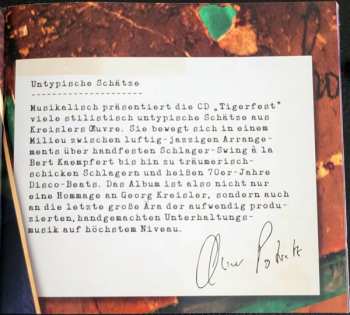 Untypische Schätze
--------------------
Musikalisch präsentiert die CD „Tigerfest"
viele stilistisch untypische Schätze aus
Kreislers Œuvre. Sie bewegt sich in einem
Milieu zwischen luftig-jazzigen Arrange-
ments über handfesten Schlager-Swing à la
Bert Kaempfert bis hin zu träumerisch-
schicken Schlagern und heißen 70er-Jahre
Disco-Beats. Das Album ist also nicht nur
eine Hommage an Georg Kreisler, sondern auch
an die letzte große Ära der aufwendig produ-
zierten, handgemachten Unterhaltungs-
musik auf höchstem Niveau.